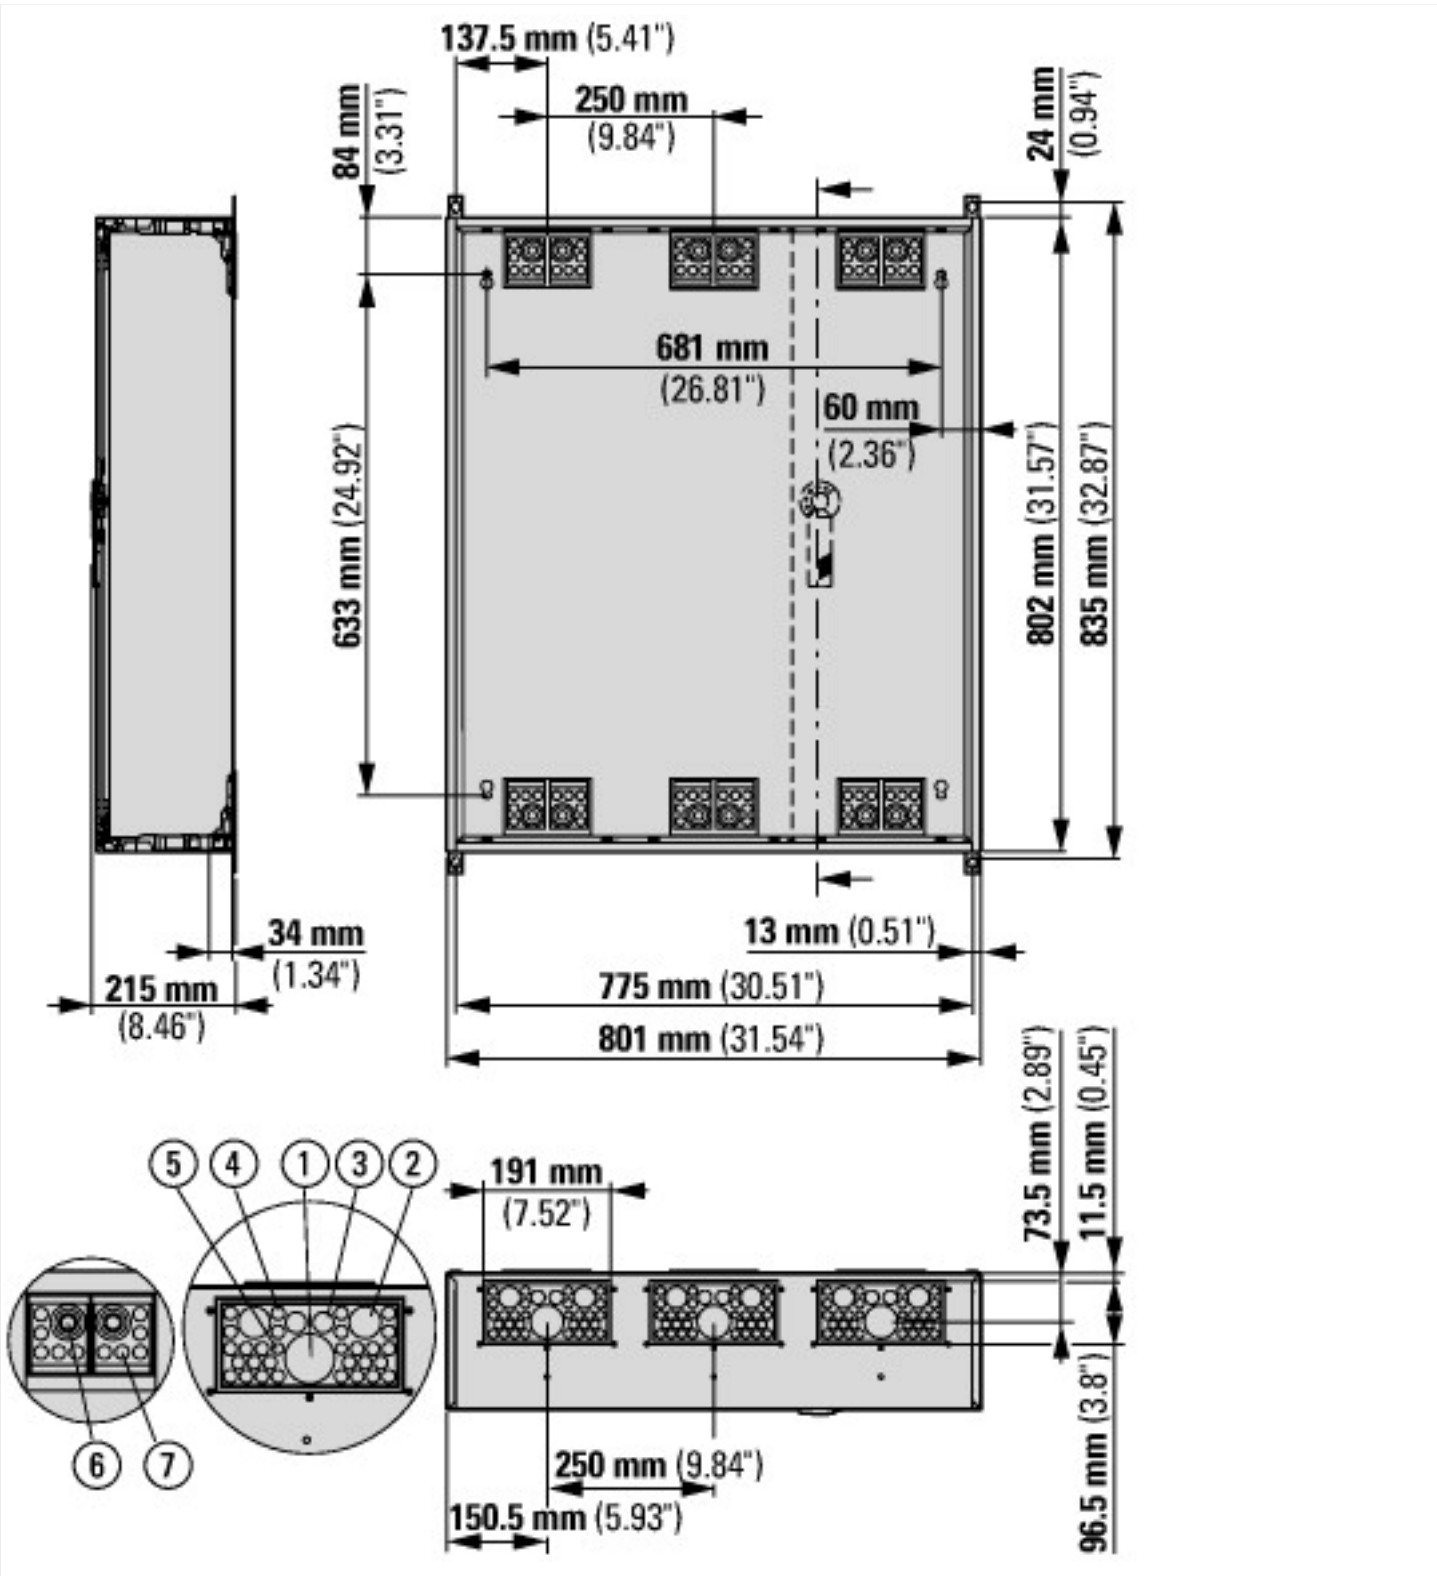 137.5 mm (5.41")
250 mm
(9.84")
84 mm
(3.31")
24 mm
(0.94")
681 mm
(26.81")
60 mm
(2.36")
633 mm (24.92")
802 mm (31.57")
835 mm (32.87")
34 mm
(1.34")
215 mm
(8.46")
13 mm (0.51")
775 mm (30.51")
801 mm (31.54")
73.5 mm (2.89")
11.5 mm (0.45")
5 4 1 3 2
191 mm
(7.52")
6 7
250 mm (9.84")
150.5 mm (5.93")
96.5 mm (3.8")